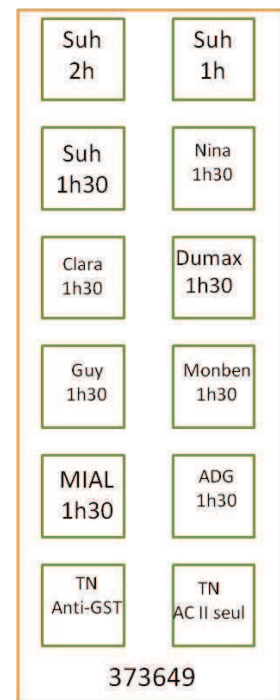 Suh
2h
Suh
1h
Suh
1h30
Nina
1h30
Clara
1h30
Dumax
1h30
Guy
1h30
Monben
1h30
MIAL
1h30
ADG
1h30
TN
Anti-GST
TN
AC II seul
373649